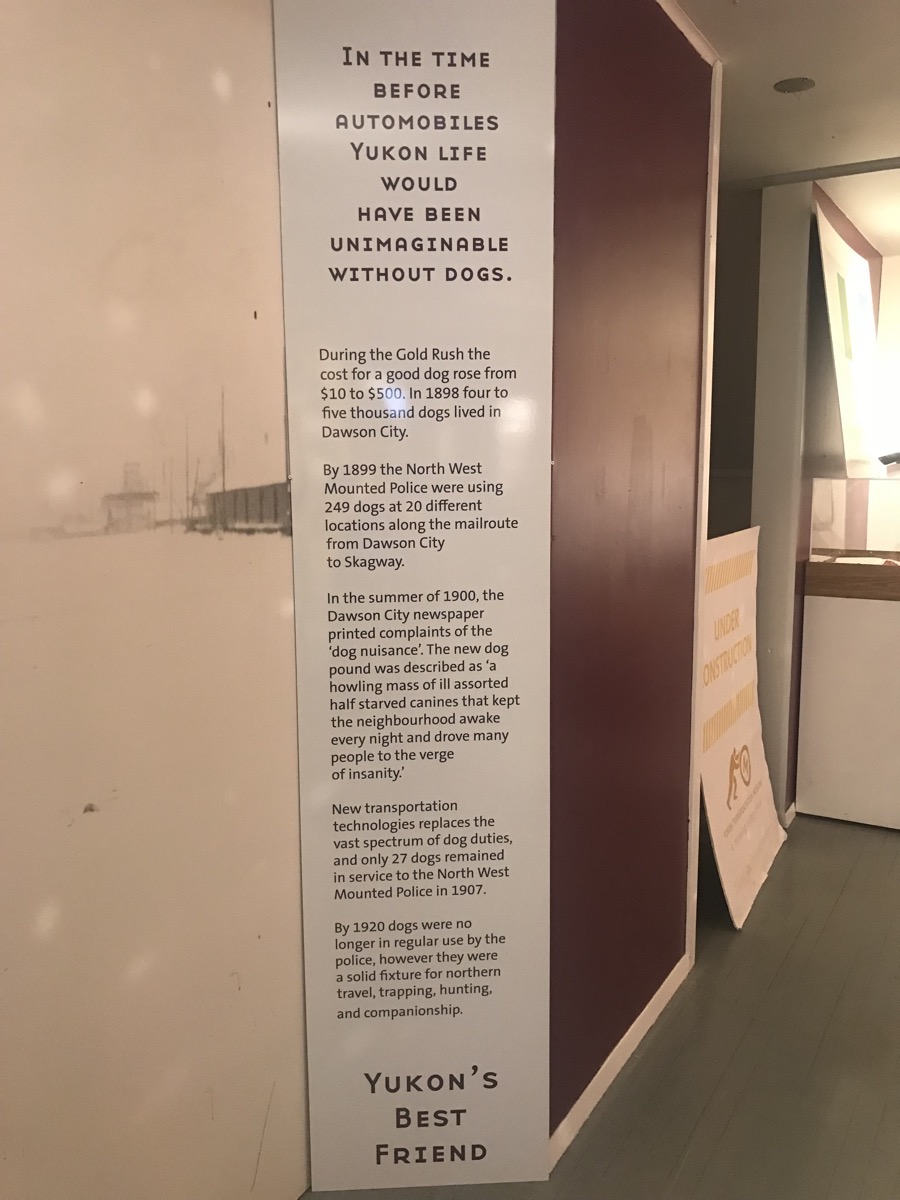 In the time
before
automobiles
Yukon life
would
have been
unimaginable
without dogs.
During the Gold Rush the
cost for a good dog rose from
$10 to $500. In 1898 four to
five thousand dogs lived in
Dawson City.
By 1899 the North West
Mounted Police were using
249 dogs at 20 different
locations along the mailroute
from Dawson City
to Skagway.
In the summer of 1900, the
Dawson City newspaper
printed complaints of the
‘dog nuisance’. The new dog
pound was described as ‘a
howling mass of ill assorted
half starved canines that kept
the neighbourhood awake
every night and drove many
people to the verge
of insanity.’
New transportation
technologies replaces the
vast spectrum of dog duties,
and only 27 dogs remained
in service to the North West
Mounted Police in 1907.
By 1920 dogs were no
longer in regular use by the
police, however they were
a solid fixture for northern
travel, trapping, hunting,
and companionship.
Yukon’s
Best
Friend
UNDER
ONSTRUCTION